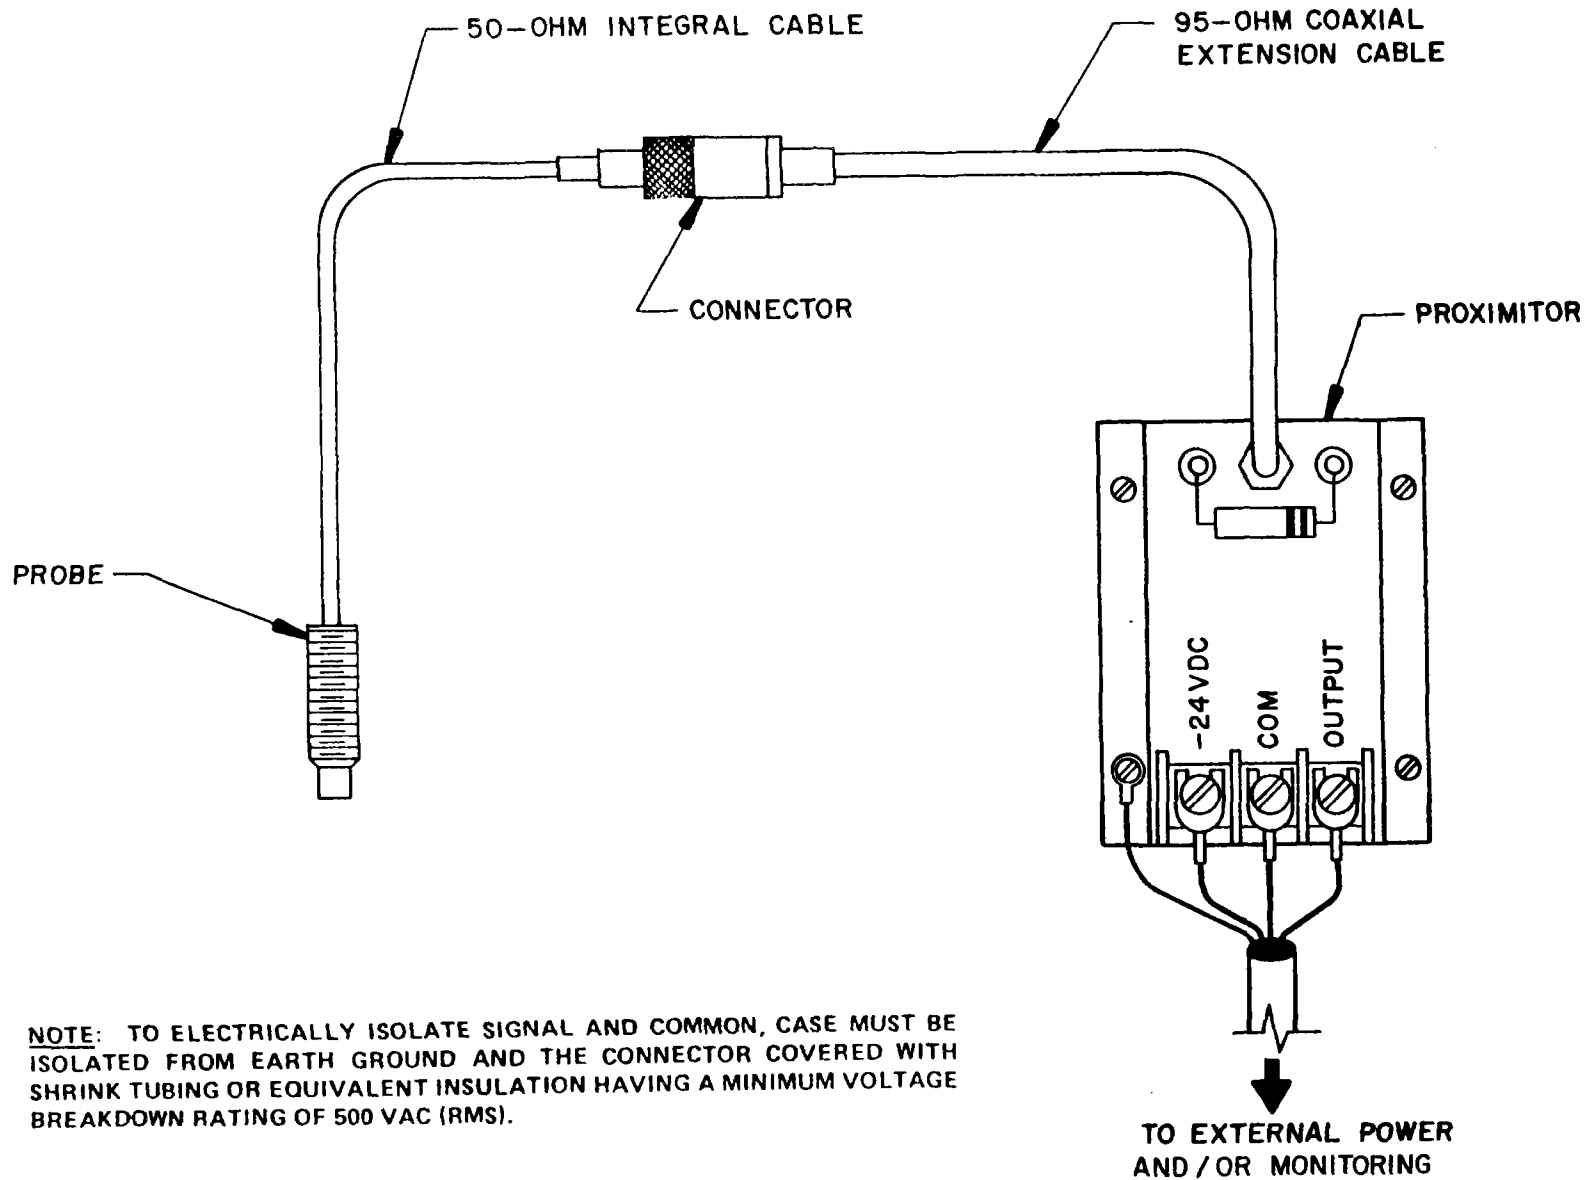 50-OHM INTEGRAL CABLE
95-OHM COAXIAL
EXTENSION CABLE
CONNECTOR
PROXIMITOR
PROBE
-24VDC
COM
OUTPUT
NOTE: TO ELECTRICALLY ISOLATE SIGNAL AND COMMON, CASE MUST BE
ISOLATED FROM EARTH GROUND AND THE CONNECTOR COVERED WITH
SHRINK TUBING OR EQUIVALENT INSULATION HAVING A MINIMUM VOLTAGE
BREAKDOWN RATING OF 500 VAC (RMS).
TO EXTERNAL POWER
AND/OR MONITORING